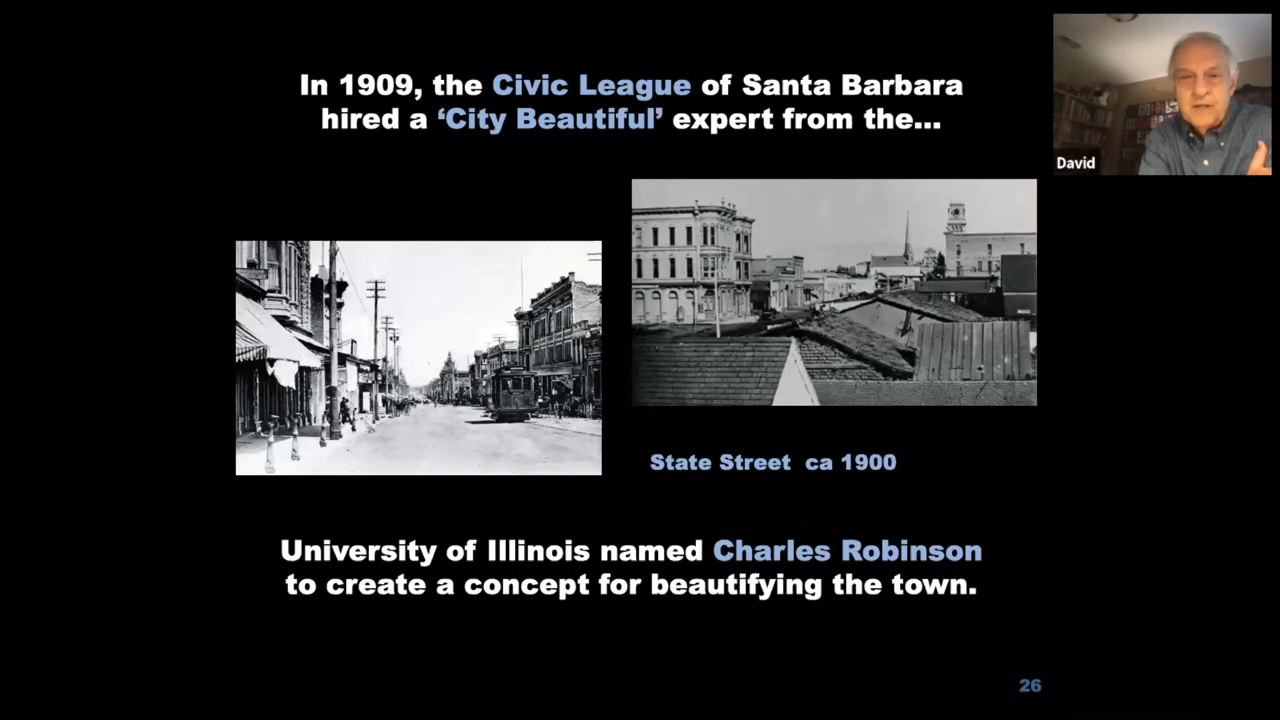 In 1909, the Civic League of Santa Barbara
hired a ‘City Beautiful’ expert from the...
David
State Street ca 1900
University of Illinois named Charles Robinson
to create a concept for beautifying the town.
26